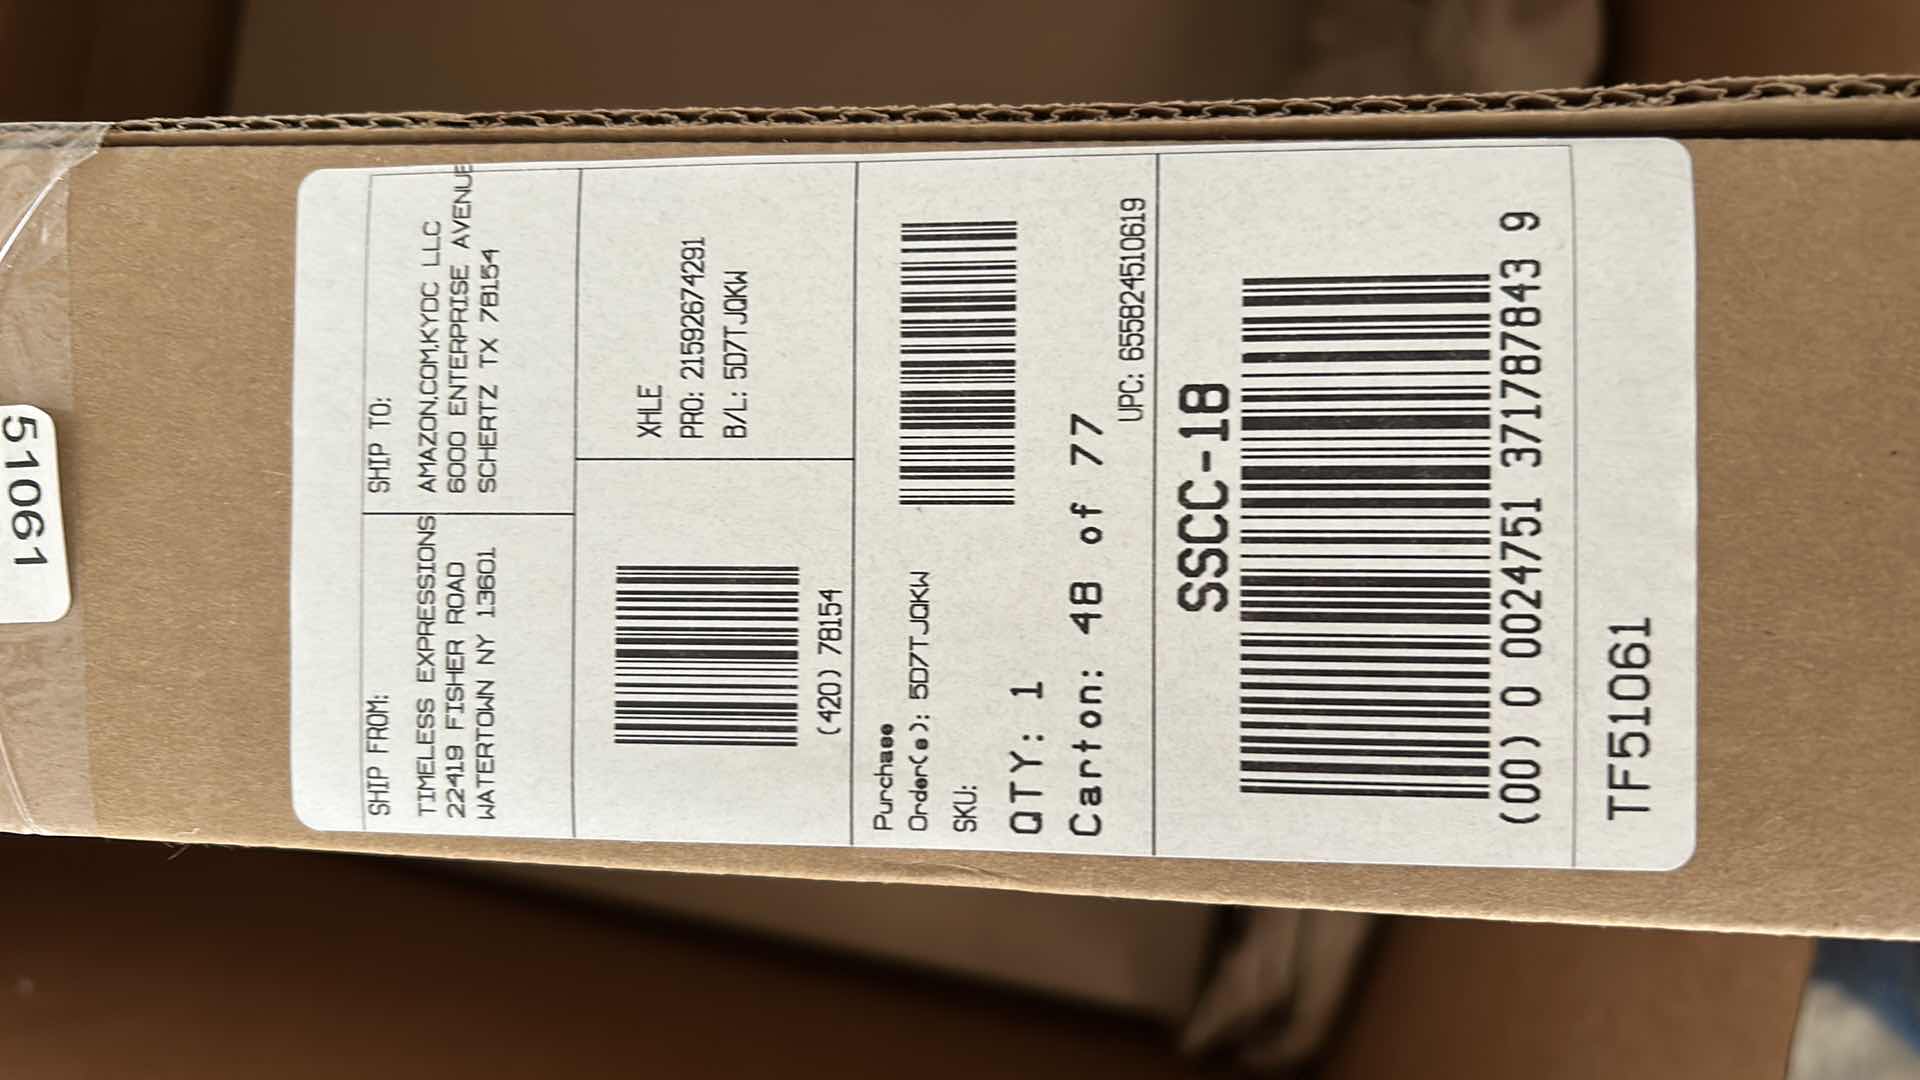 SHIP FROM:
TIMELESS EXPRESSIONS
22419 FISHER ROAD
WATERTOWN NY 13601
SHIP TO:
AMAZON.COM.KYDC LLC
6000 ENTERPRISE AVENUE
SCHERTZ TX 78154
(420) 78154
XHLE
PRO: 21592674291
B/L: 5D7TJQKW
Purchase
Order(s): 5D7TJQKW
SKU:
QTY: 1
Carton: 48 of 77
UPC: 655824510619
SSCC-18
(00) 0 0024751 371787843 9
TF51061
51061